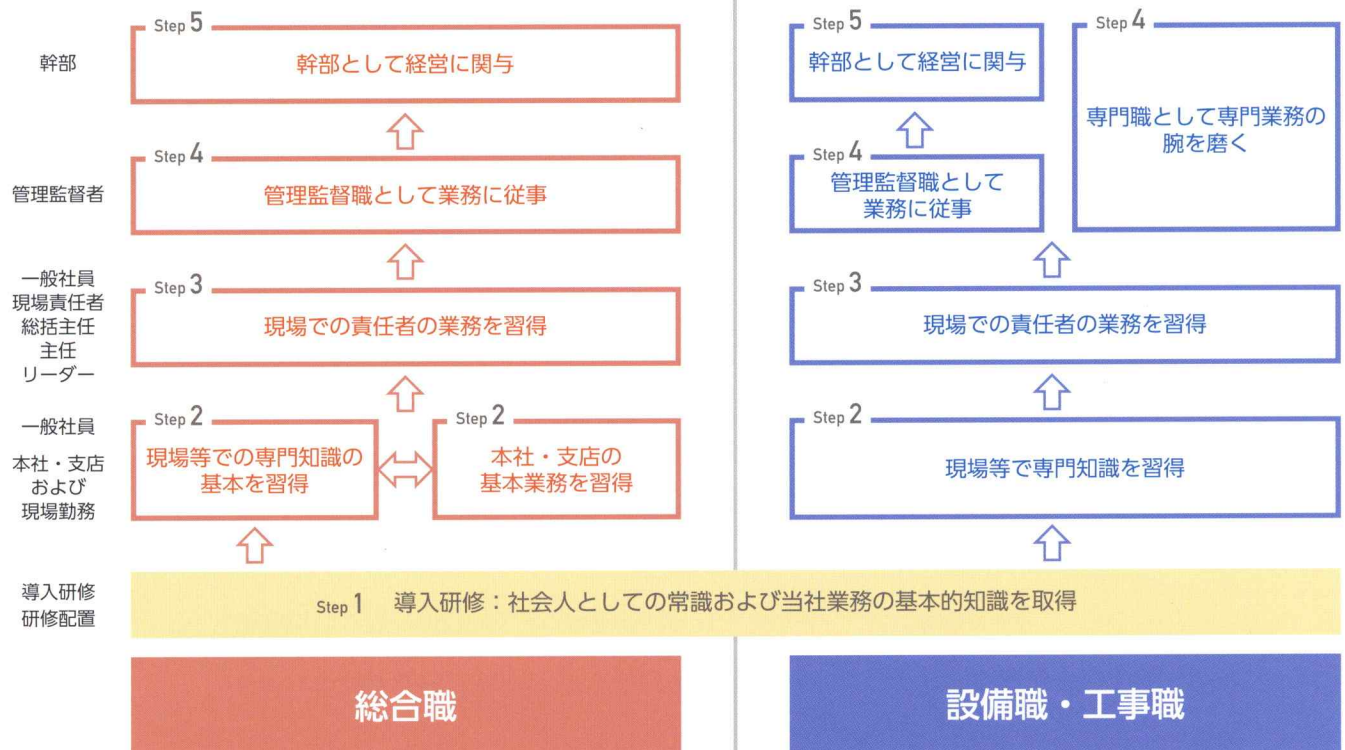 幹部
Step 5
幹部として経営に関与
Step 5
幹部として経営に関与
Step 4
専門職として専門業務の
腕を磨く
管理監督者
Step 4
管理監督職として業務に従事
Step 4
管理監督職として
業務に従事
一般社員
現場責任者
総括主任
主任
リーダー
Step 3
現場での責任者の業務を習得
Step 3
現場での責任者の業務を習得
一般社員
本社・支店
および
現場勤務
Step 2
現場等での専門知識の
基本を習得
Step 2
本社・支店の
基本業務を習得
Step 2
現場等で専門知識を習得
導入研修
研修配置
Step 1 導入研修:社会人としての常識および当社業務の基本的知識を取得
総合職
設備職・工事職